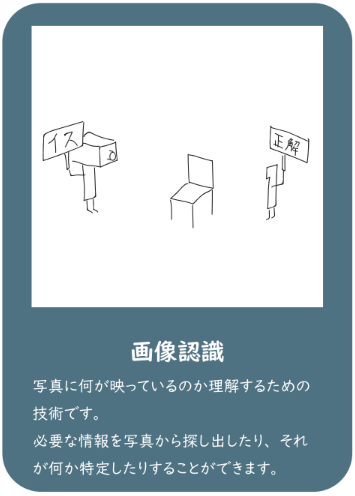 イス
正解
画像認識
写真に何が映っているのか理解するための
技術です。
必要な情報を写真から探し出したり、それ
が何か特定したりすることができます。